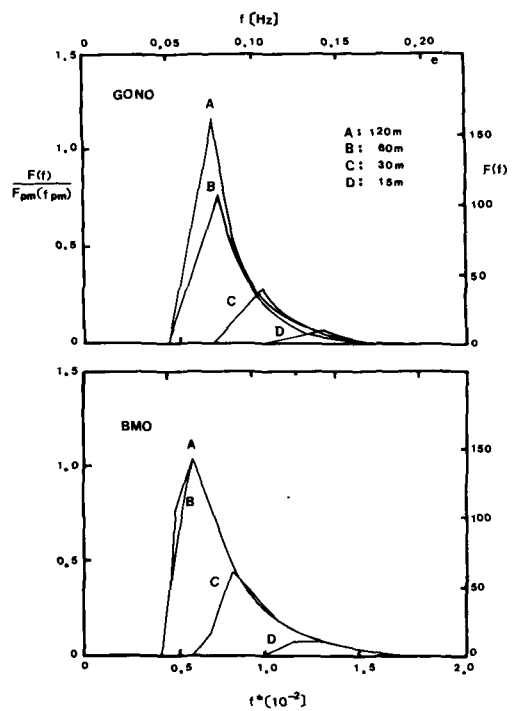 f [Hz]
0 0,05 0,10 0,15 0,20
e
1,5
GONO
A
A: 120m
B: 60m
C: 30m
D: 15m
150
F(f)
1,0
F(f)
Fpm(fpm)
B
100
0,5
C
50
D
0
0
1,5
BMO
A
150
1,0
B
100
0,5
C
50
D
0
0
0 0,5 1,0 1,5 2,0
f*(10-2)